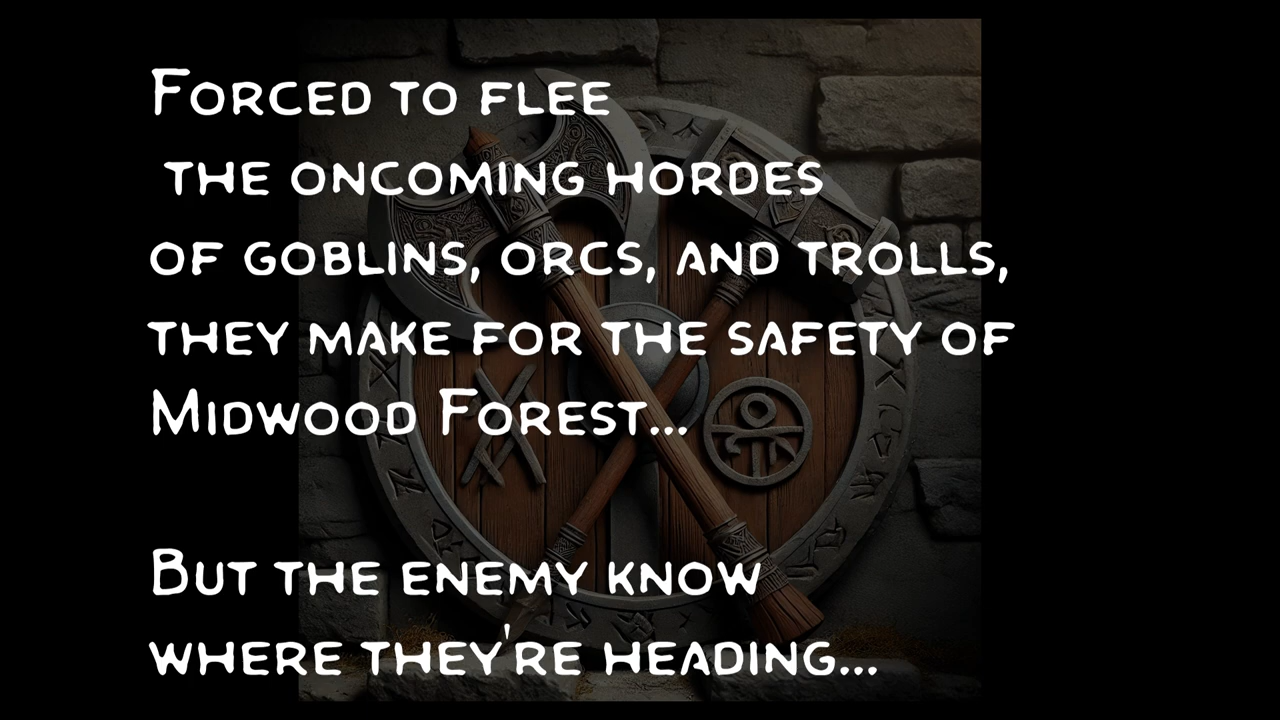 Forced to flee
the oncoming hordes
of goblins, orcs, and trolls,
they make for the safety of
Midwood Forest...
But the enemy know
where they're heading...